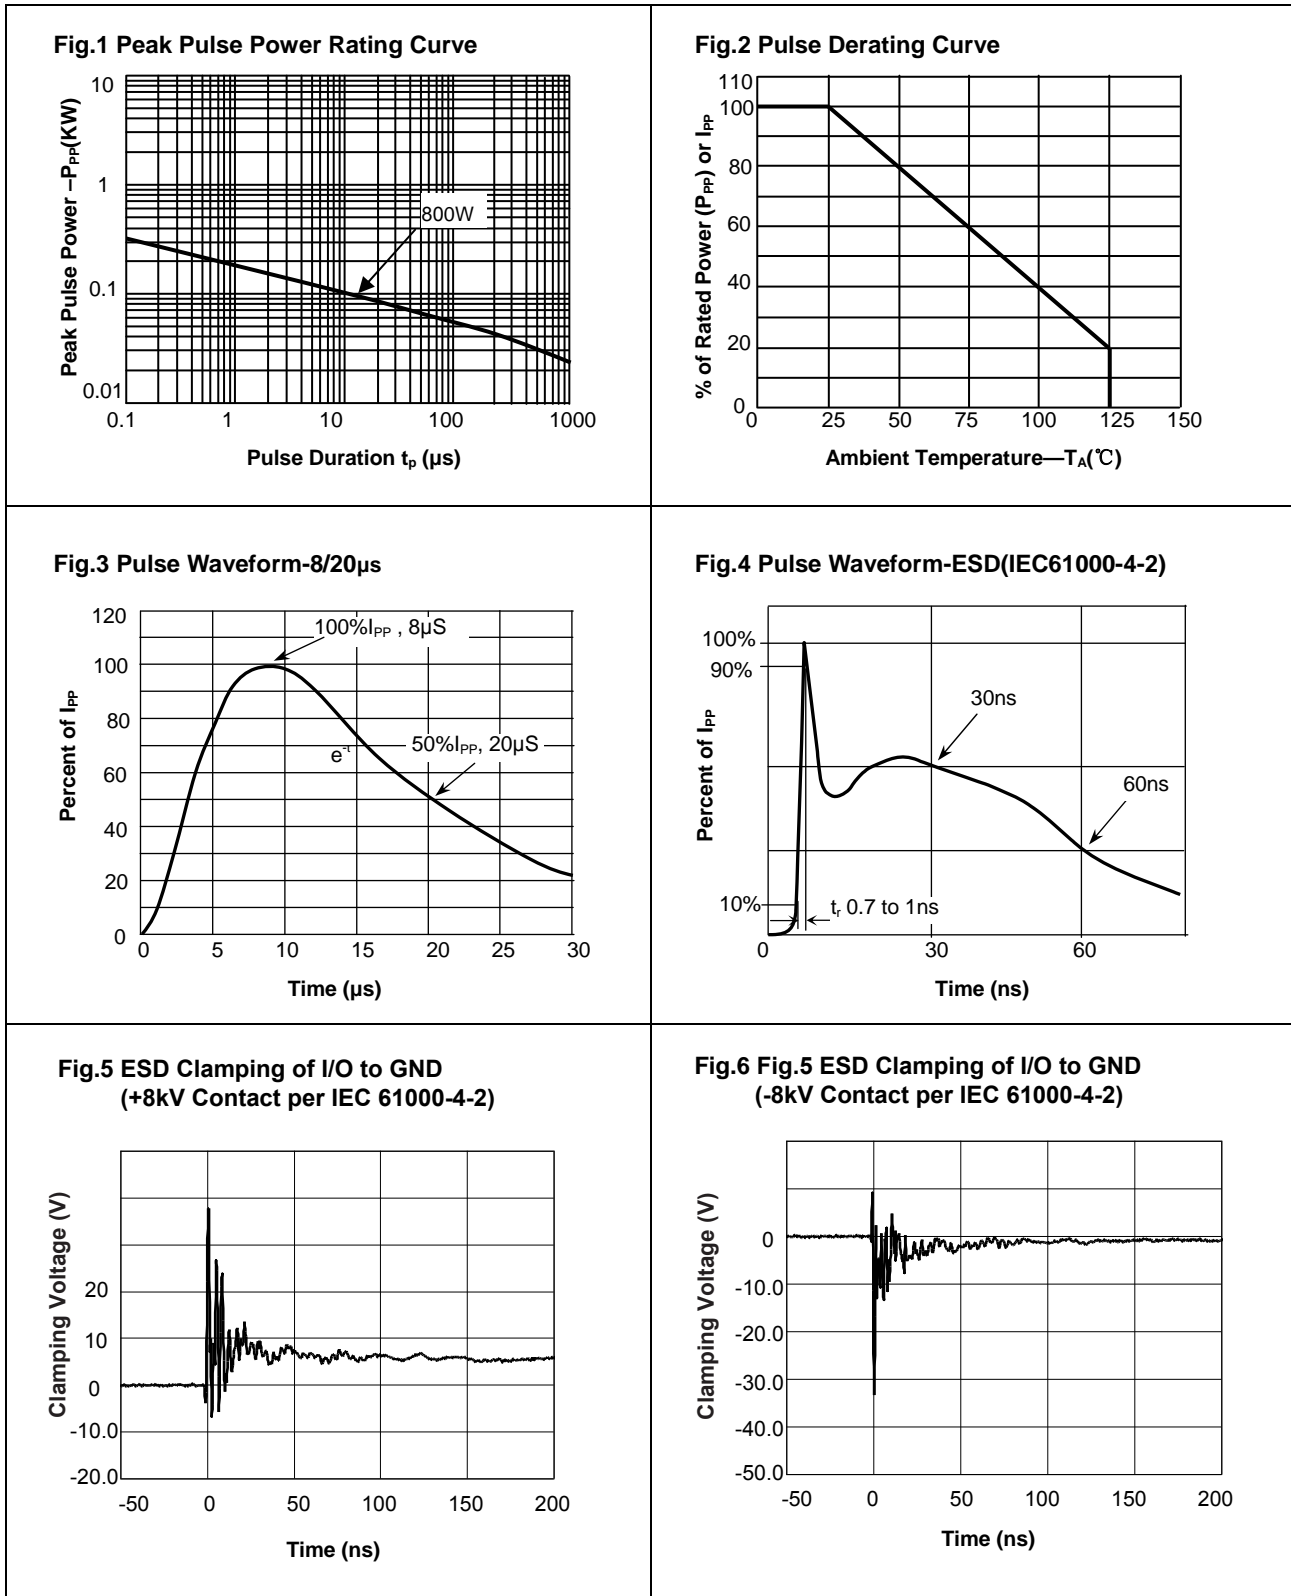 Fig.1 Peak Pulse Power Rating Curve
Peak Pulse Power –PPP(KW)
10
1
0.1
0.01
800W
0.1 1 10 100 1000
Pulse Duration tp (µs)
Fig.2 Pulse Derating Curve
% of Rated Power (PPP) or IPP
110
100
80
60
40
20
0
0 25 50 75 100 125 150
Ambient Temperature—TA(℃)
Fig.3 Pulse Waveform-8/20µs
Percent of IPP
120
100
80
60
40
20
0
100%IPP , 8µS
e-t
50%IPP, 20µS
0 5 10 15 20 25 30
Time (µs)
Fig.4 Pulse Waveform-ESD(IEC61000-4-2)
Percent of IPP
100%
90%
10%
30ns
60ns
tr 0.7 to 1ns
0 30 60
Time (ns)
Fig.5 ESD Clamping of I/O to GND
(+8kV Contact per IEC 61000-4-2)
Clamping Voltage (V)
20
10
0
-10.0
-20.0
-50 0 50 100 150 200
Time (ns)
Fig.6 Fig.5 ESD Clamping of I/O to GND
(-8kV Contact per IEC 61000-4-2)
Clamping Voltage (V)
0
-10.0
-20.0
-30.0
-40.0
-50.0
-50 0 50 100 150 200
Time (ns)